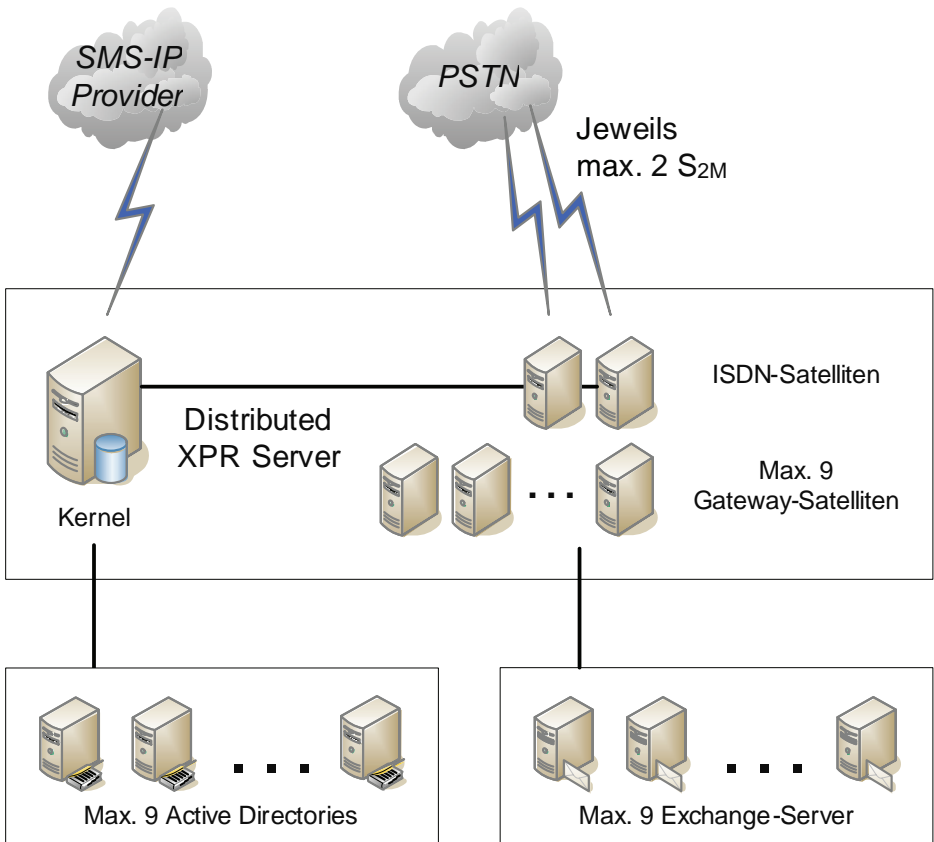 SMS-IP
Provider
PSTN
Jeweils
max. 2 S2M
ISDN-Satelliten
Distributed
XPR Server
Max. 9
Gateway-Satelliten
Kernel
Max. 9 Active Directories
Max. 9 Exchange-Server